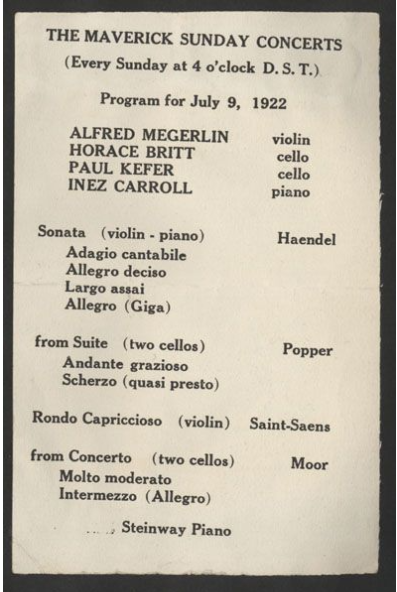 THE MAVERICK SUNDAY CONCERTS
(Every Sunday at 4 o'clock D. S. T.)
Program for July 9, 1922
ALFRED MEGERLIN violin
HORACE BRITT cello
PAUL KEFER cello
INEZ CARROLL piano
Sonata (violin - piano) Haendel
Adagio cantabile
Allegro deciso
Largo assai
Allegro (Giga)
from Suite (two cellos) Popper
Andante grazioso
Scherzo (quasi presto)
Rondo Capriccioso (violin) Saint-Saens
from Concerto (two cellos) Moor
Molto moderato
Intermezzo (Allegro)
Steinway Piano